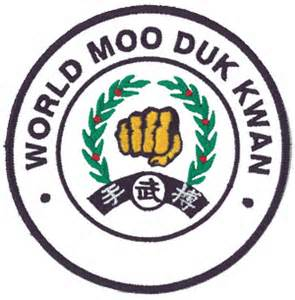 • WORLD MOO DUK KWAN •
手 武 搏